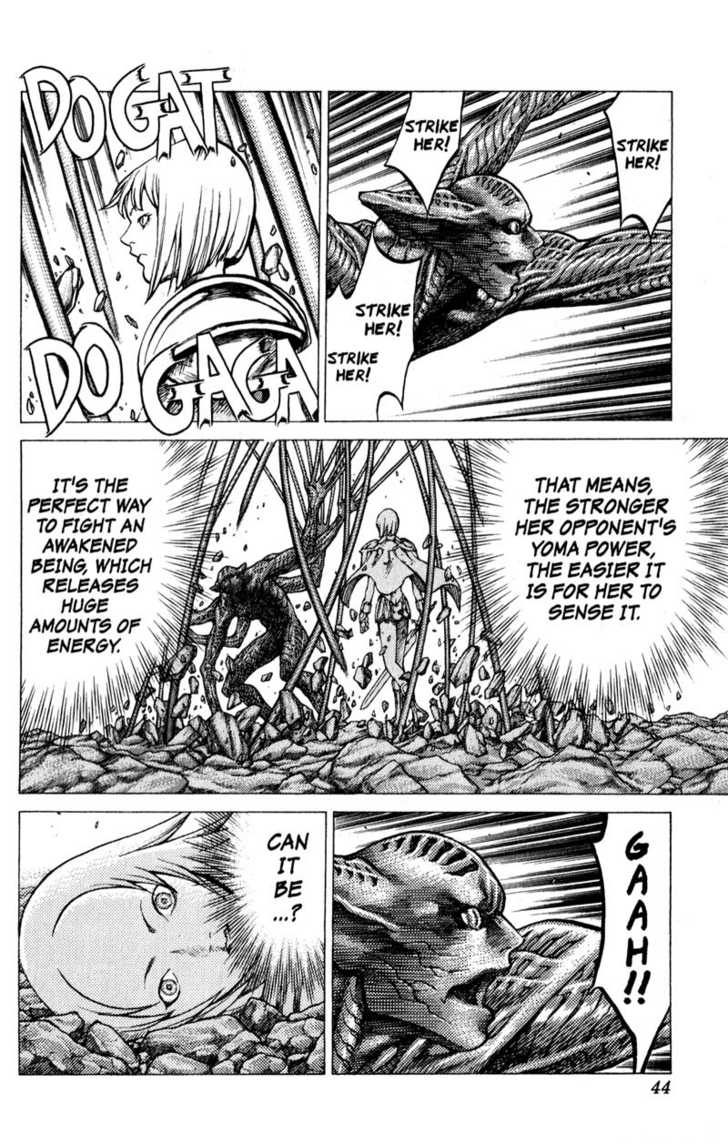 STRIKE
HER!
STRIKE
HER!
STRIKE
HER!
STRIKE
HER!
DOGAT
DO GAGA
THAT MEANS,
THE STRONGER
HER OPPONENT'S
YOMA POWER,
THE EASIER IT
IS FOR HER TO
SENSE IT.
IT'S THE
PERFECT WAY
TO FIGHT AN
AWAKENED
BEING, WHICH
RELEASES
HUGE
AMOUNTS OF
ENERGY.
GAAH!!
CAN
IT
BE
...?
44